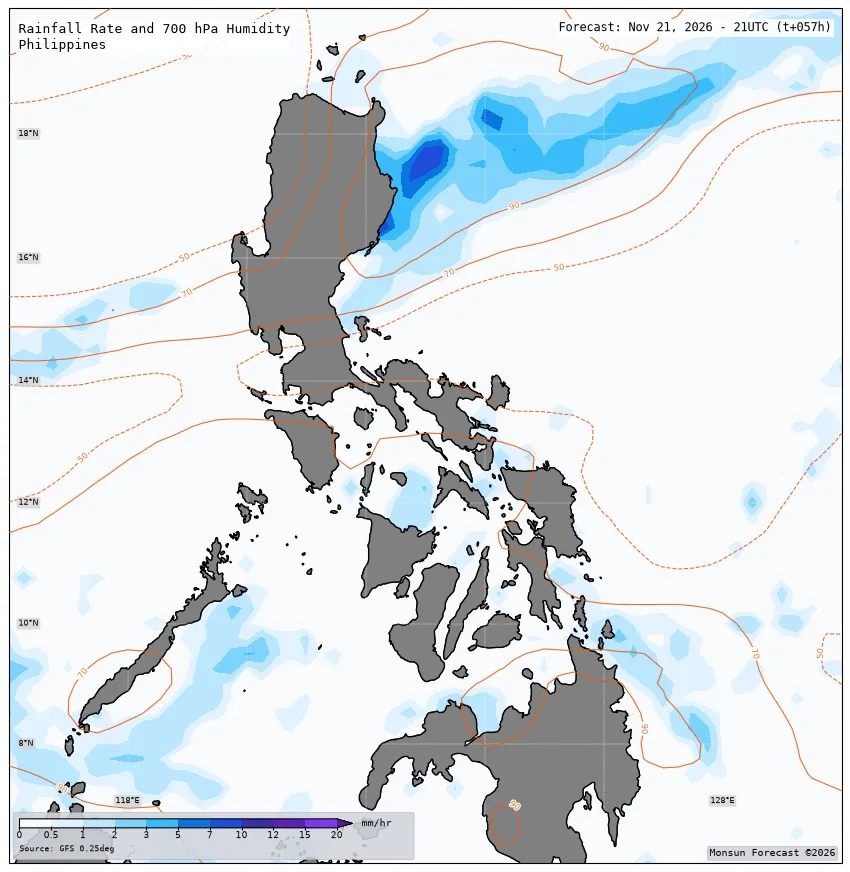 Rainfall Rate and 700 hPa Humidity
Philippines
Forecast: Nov 21, 2026 - 21UTC (t+057h)
90
50
18°N
90
16°N
50
50
70
70
14°N
50
12°N
10°N
70
50
70
90
8°N
90
118°E
128°E
90
mm/hr
0 0.5 1 2 3 5 7 10 12 15 20
Source: GFS 0.25deg
Monsun Forecast ©2026